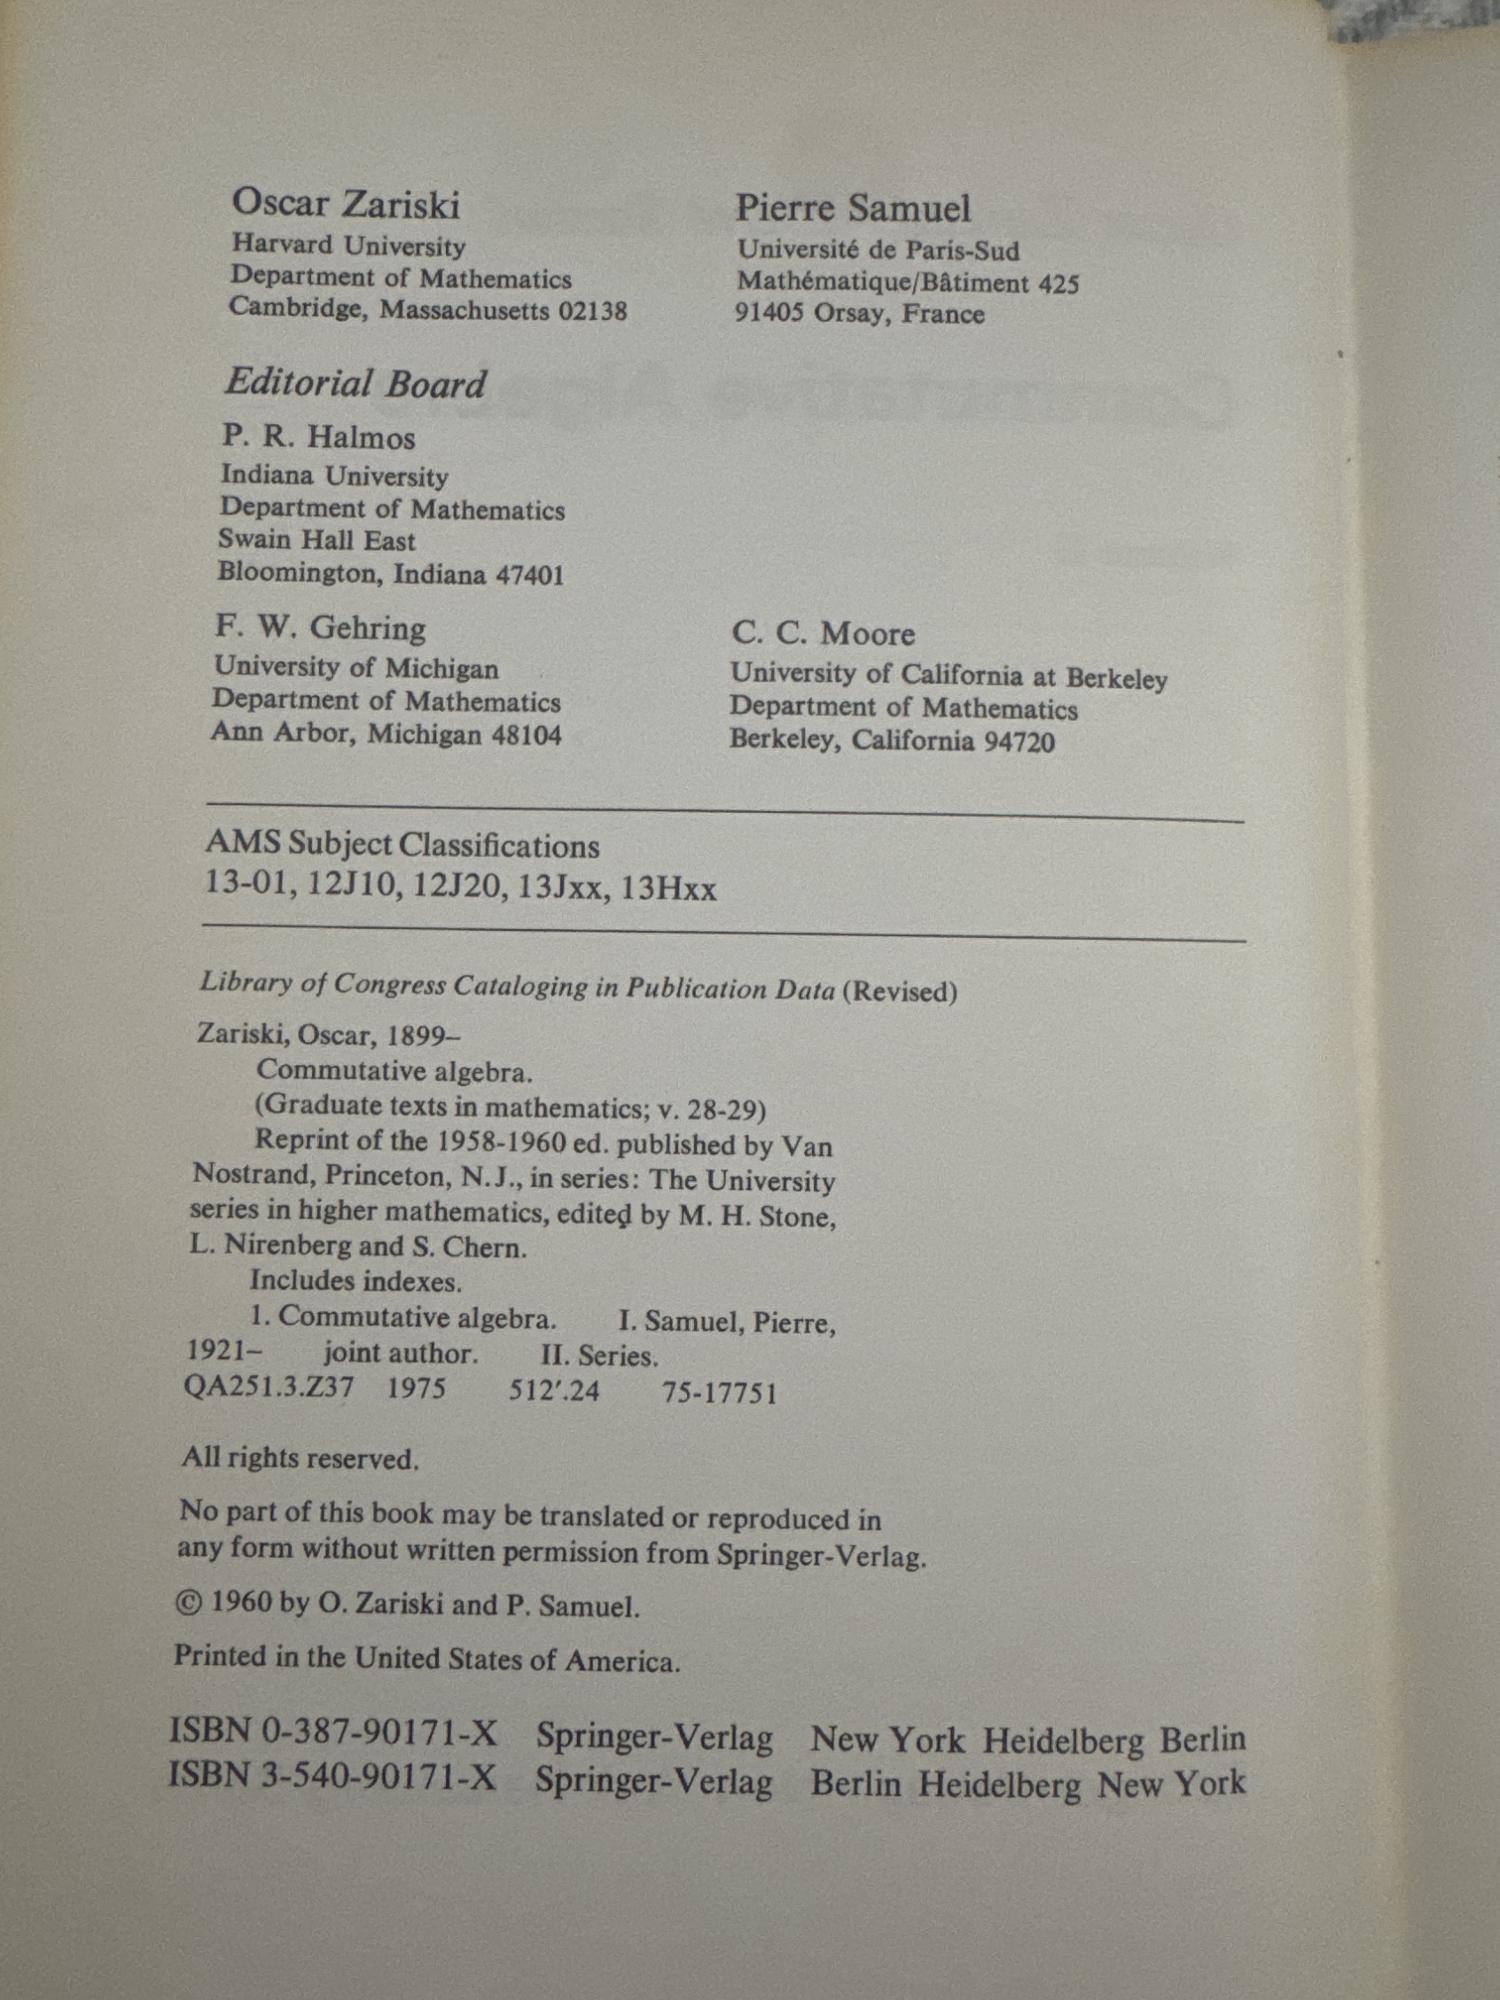 Oscar Zariski
Harvard University
Department of Mathematics
Cambridge, Massachusetts 02138
Pierre Samuel
Université de Paris-Sud
Mathématique/Bâtiment 425
91405 Orsay, France
Editorial Board
P. R. Halmos
Indiana University
Department of Mathematics
Swain Hall East
Bloomington, Indiana 47401
F. W. Gehring
University of Michigan
Department of Mathematics
Ann Arbor, Michigan 48104
C. C. Moore
University of California at Berkeley
Department of Mathematics
Berkeley, California 94720
AMS Subject Classifications
13-01, 12J10, 12J20, 13Jxx, 13Hxx
Library of Congress Cataloging in Publication Data (Revised)
Zariski, Oscar, 1899–
Commutative algebra.
(Graduate texts in mathematics; v. 28-29)
Reprint of the 1958-1960 ed. published by Van
Nostrand, Princeton, N.J., in series: The University
series in higher mathematics, edited by M. H. Stone,
L. Nirenberg and S. Chern.
Includes indexes.
1. Commutative algebra. I. Samuel, Pierre,
1921– joint author. II. Series.
QA251.3.Z37 1975 512′.24 75-17751
All rights reserved.
No part of this book may be translated or reproduced in
any form without written permission from Springer-Verlag.
© 1960 by O. Zariski and P. Samuel.
Printed in the United States of America.
ISBN 0-387-90171-X Springer-Verlag New York Heidelberg Berlin
ISBN 3-540-90171-X Springer-Verlag Berlin Heidelberg New York